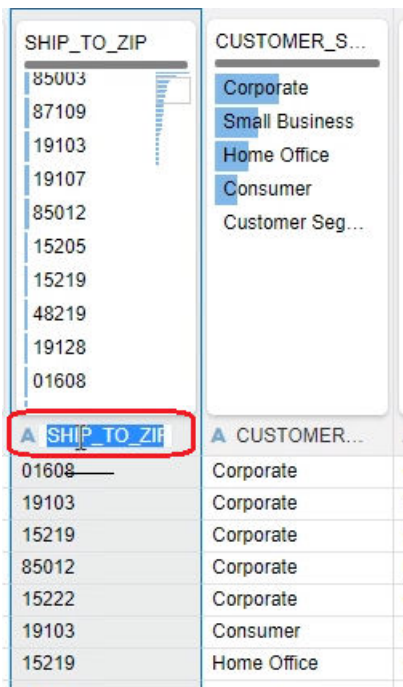 SHIP_TO_ZIP
85003
87109
19103
19107
85012
15205
15219
48219
19128
01608
CUSTOMER_S...
Corporate
Small Business
Home Office
Consumer
Customer Seg...
A SHIP_TO_ZIP A CUSTOMER...
01608 Corporate
19103 Corporate
15219 Corporate
85012 Corporate
15222 Corporate
19103 Consumer
15219 Home Office